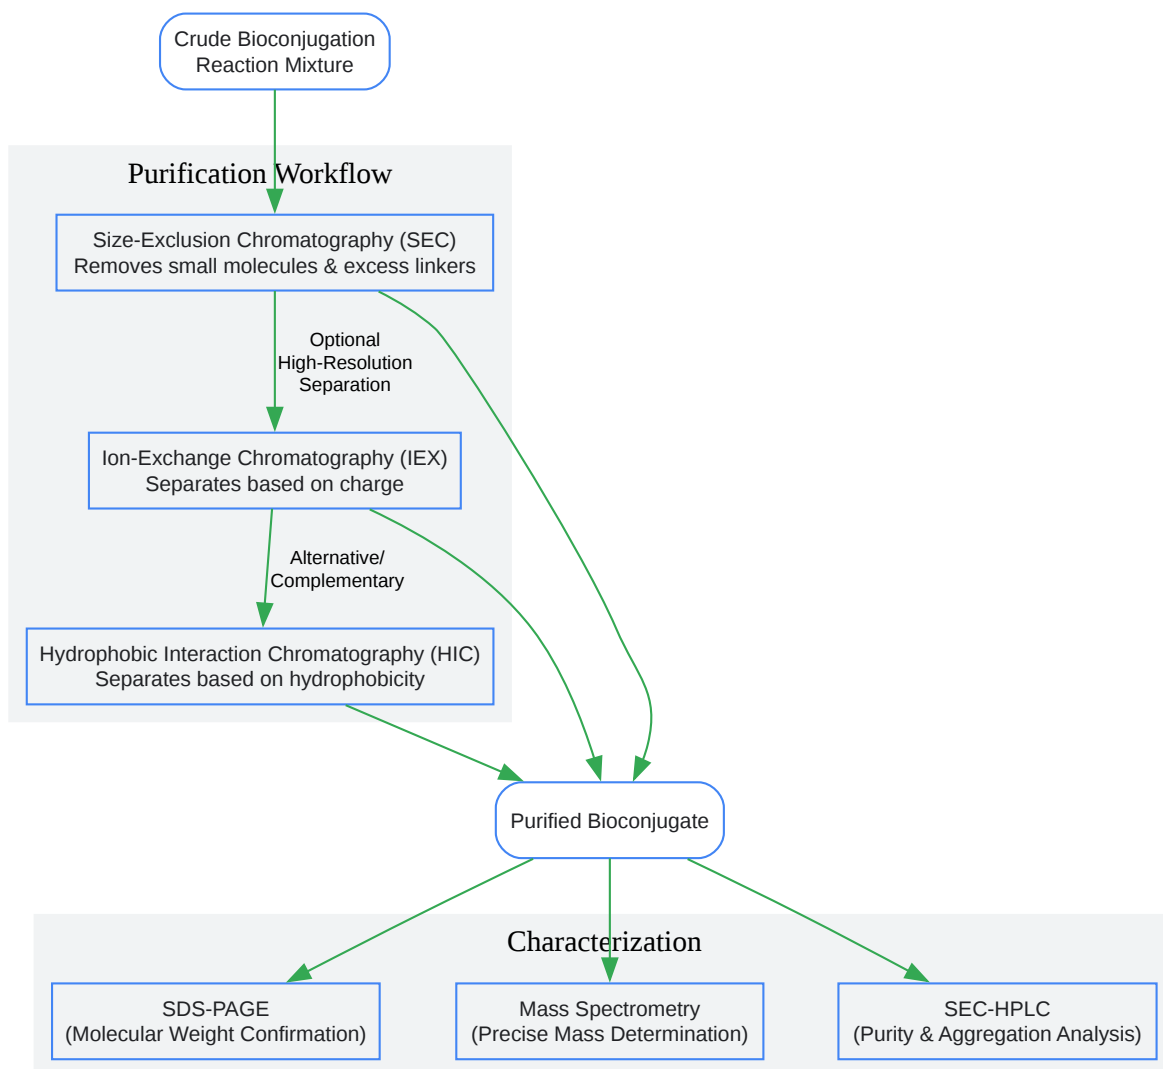 Crude Bioconjugation
Reaction Mixture
Purification Workflow
Size-Exclusion Chromatography (SEC)
Removes small molecules & excess linkers
Optional
High-Resolution
Separation
Ion-Exchange Chromatography (IEX)
Separates based on charge
Alternative/
Complementary
Hydrophobic Interaction Chromatography (HIC)
Separates based on hydrophobicity
Purified Bioconjugate
Characterization
SDS-PAGE
(Molecular Weight Confirmation)
Mass Spectrometry
(Precise Mass Determination)
SEC-HPLC
(Purity & Aggregation Analysis)